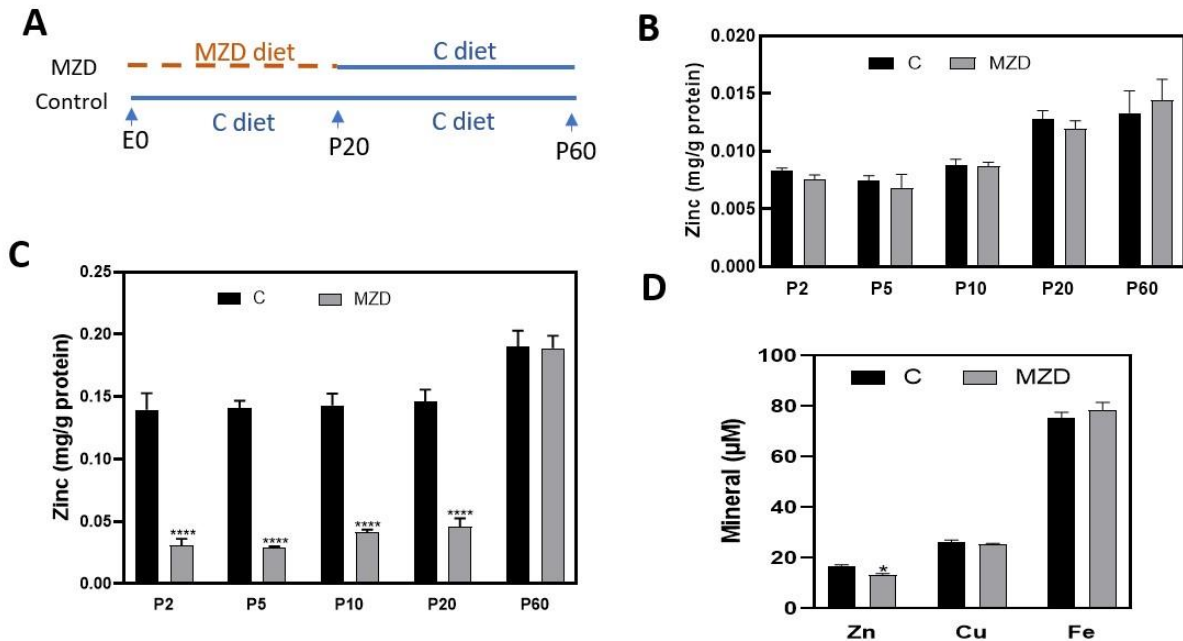 A
MZD diet
C diet
MZD
Control
C diet
C diet
E0
P20
P60
B
0.020
0.015
0.010
0.005
0.000
Zinc (mg/g protein)
C
MZD
P2
P5
P10
P20
P60
C
0.25
0.20
0.15
0.10
0.05
0.00
Zinc (mg/g protein)
C
MZD
****
****
****
****
P2
P5
P10
P20
P60
D
100
80
60
40
20
0
Mineral (µM)
C
MZD
*
Zn
Cu
Fe